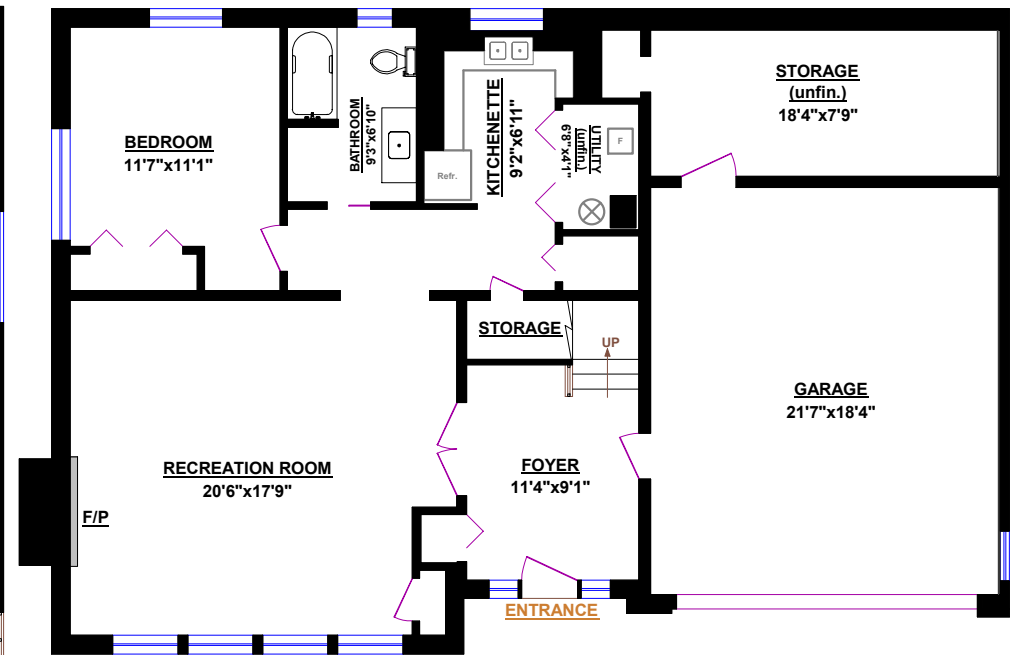 BEDROOM
11'7"x11'1"
BATHROOM
9'3"x6'10"
KITCHENETTE
9'2"x6'11"
Refr.
UTILITY
(unfin.)
6'8"x4'1"
F
STORAGE
(unfin.)
18'4"x7'9"
STORAGE
UP
GARAGE
21'7"x18'4"
RECREATION ROOM
20'6"x17'9"
F/P
FOYER
11'4"x9'1"
ENTRANCE